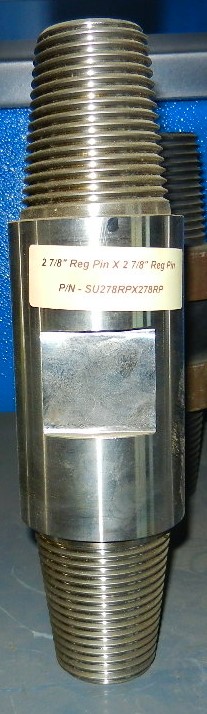 2 7/8" Reg Pin X 2 7/8" Reg Pin
P/N - SU278RPX278RP